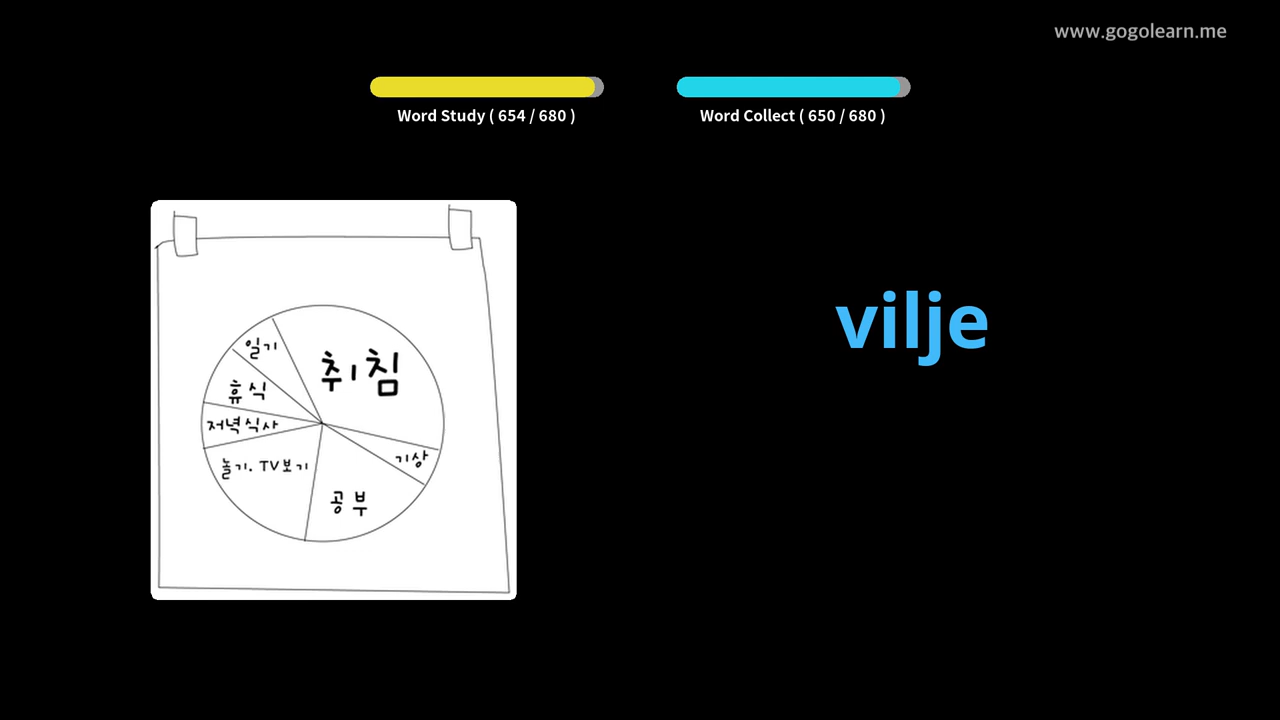 www.gogolearn.me
Word Study ( 654 / 680 )
Word Collect ( 650 / 680 )
vilje
일기
취침
휴식
저녁식사
기상
놀기. TV보기
공부